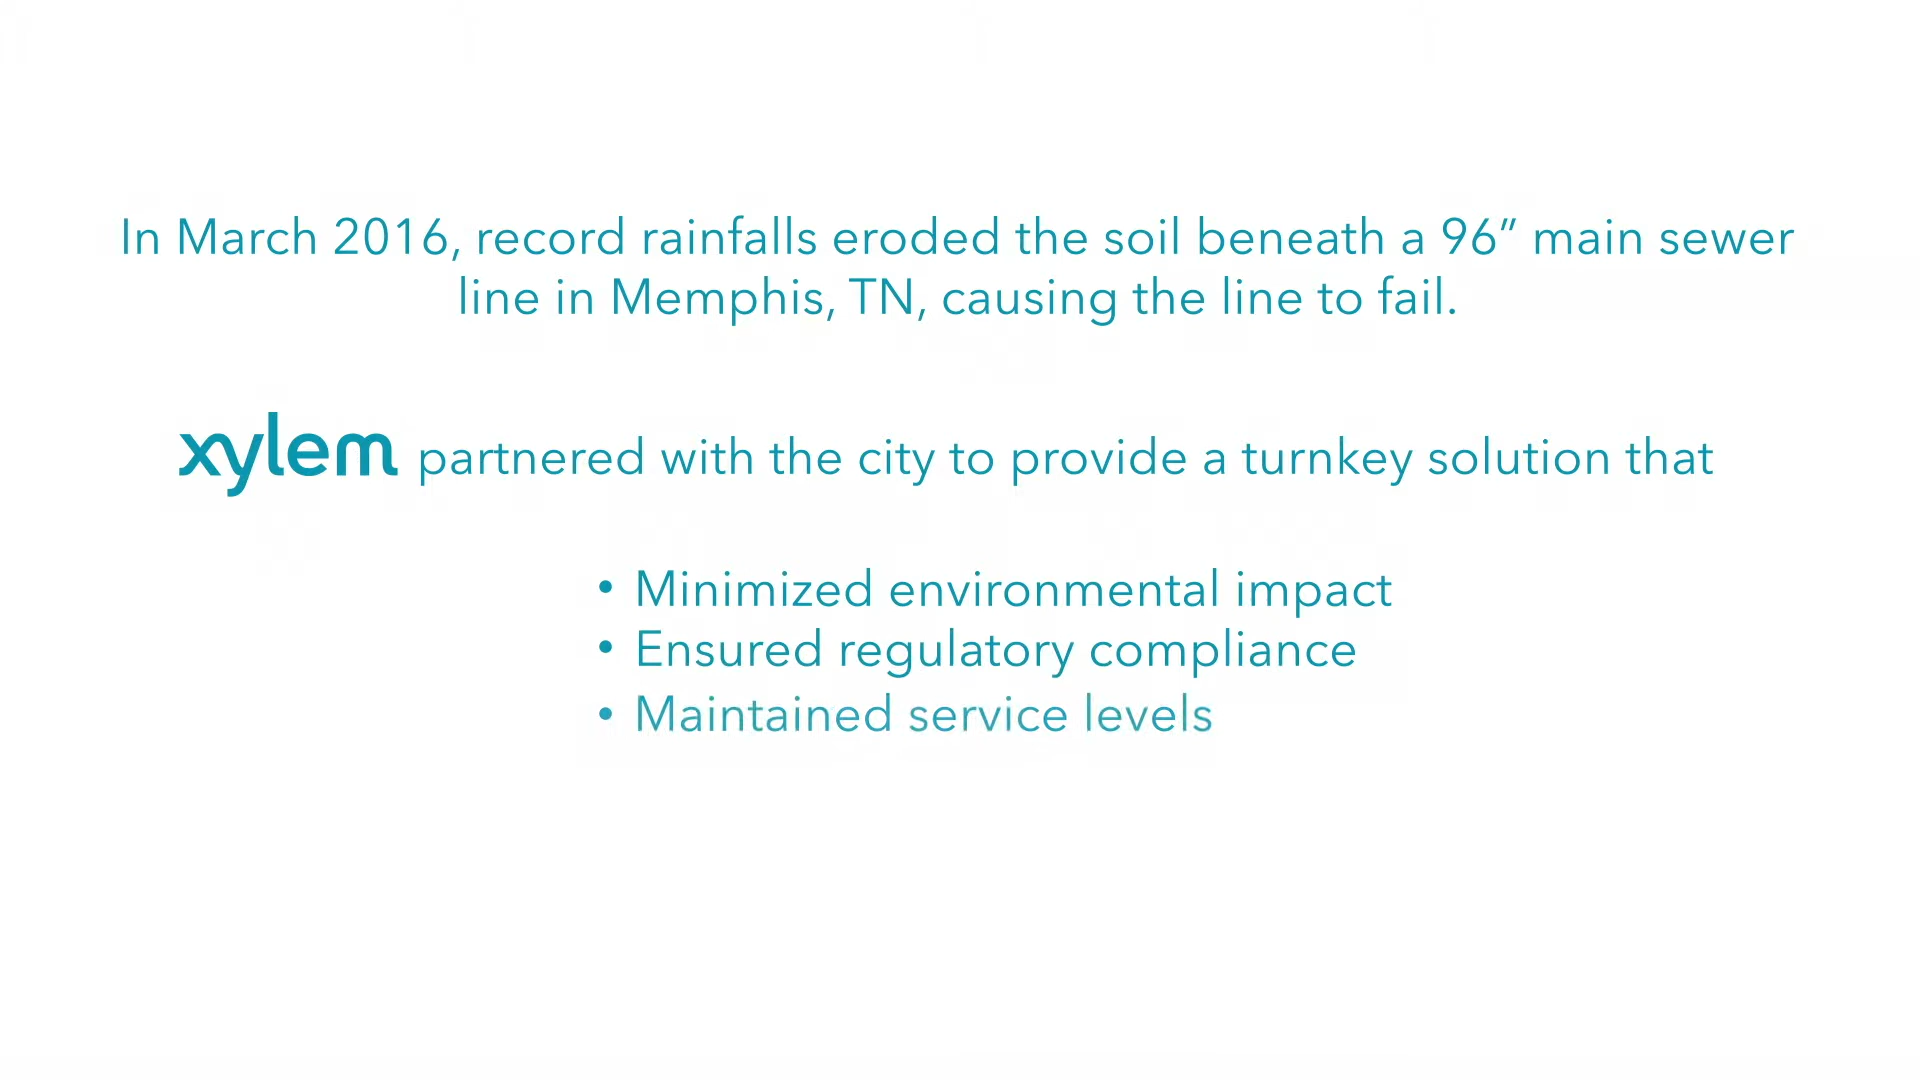 In March 2016, record rainfalls eroded the soil beneath a 96” main sewer
line in Memphis, TN, causing the line to fail.
xylem partnered with the city to provide a turnkey solution that
• Minimized environmental impact
• Ensured regulatory compliance
• Maintained service levels